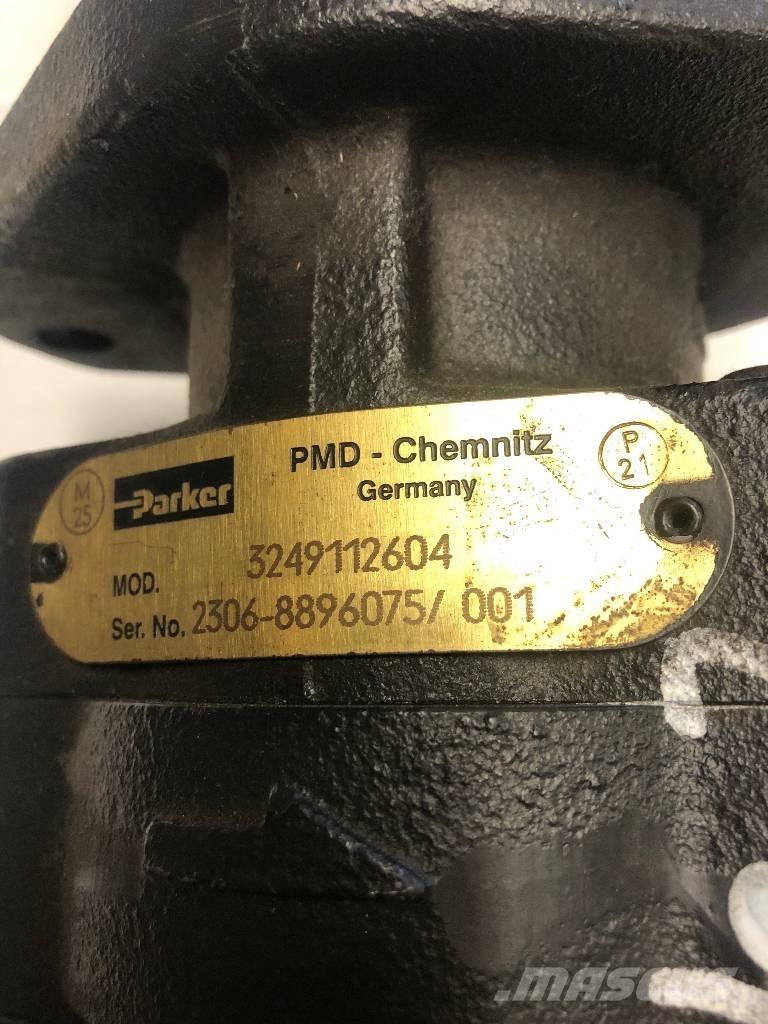 PMD - Chemnitz
Germany
M
25
Parker
P
21
MOD. 3249112604
Ser. No. 2306-8896075/ 001
MASCUS